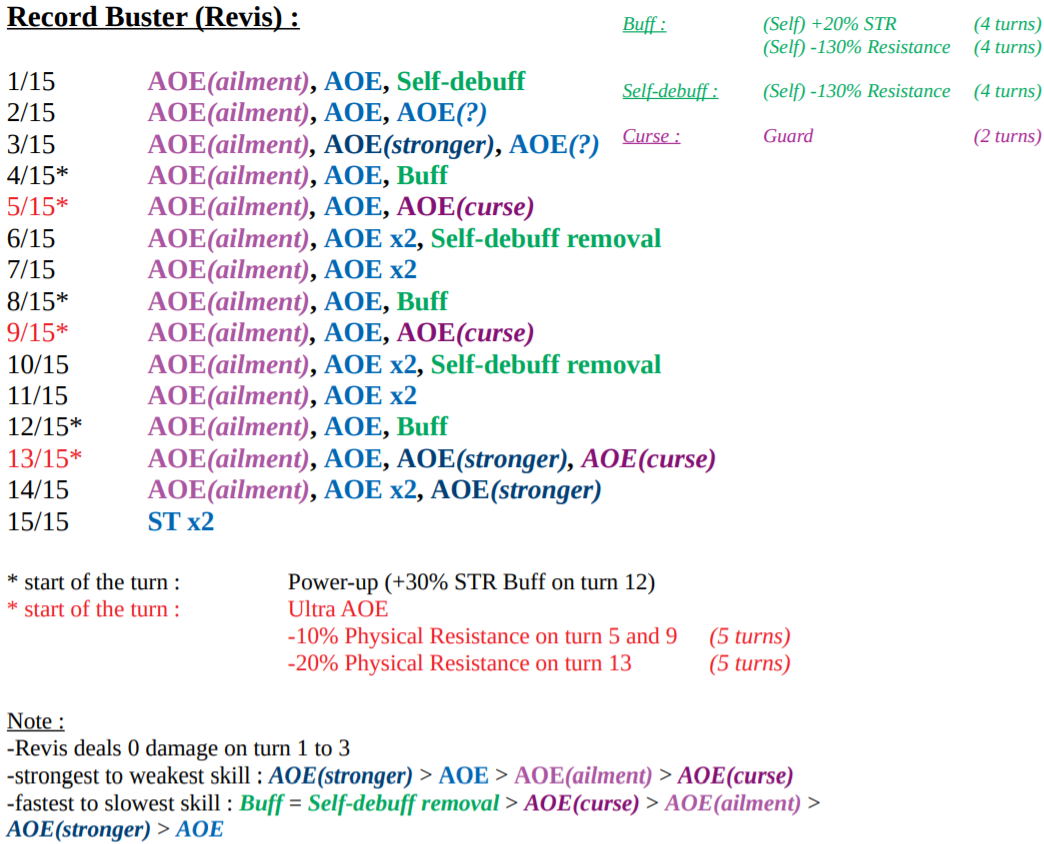 Record Buster (Revis) :
Buff : (Self) +20% STR (4 turns)
(Self) -130% Resistance (4 turns)
Self-debuff : (Self) -130% Resistance (4 turns)
Curse : Guard (2 turns)
1/15 AOE(ailment), AOE, Self-debuff
2/15 AOE(ailment), AOE, AOE(?)
3/15 AOE(ailment), AOE(stronger), AOE(?)
4/15* AOE(ailment), AOE, Buff
5/15* AOE(ailment), AOE, AOE(curse)
6/15 AOE(ailment), AOE x2, Self-debuff removal
7/15 AOE(ailment), AOE x2
8/15* AOE(ailment), AOE, Buff
9/15* AOE(ailment), AOE, AOE(curse)
10/15 AOE(ailment), AOE x2, Self-debuff removal
11/15 AOE(ailment), AOE x2
12/15* AOE(ailment), AOE, Buff
13/15* AOE(ailment), AOE, AOE(stronger), AOE(curse)
14/15 AOE(ailment), AOE x2, AOE(stronger)
15/15 ST x2
* start of the turn : Power-up (+30% STR Buff on turn 12)
* start of the turn : Ultra AOE
-10% Physical Resistance on turn 5 and 9 (5 turns)
-20% Physical Resistance on turn 13 (5 turns)
Note :
-Revis deals 0 damage on turn 1 to 3
-strongest to weakest skill : AOE(stronger) > AOE > AOE(ailment) > AOE(curse)
-fastest to slowest skill : Buff = Self-debuff removal > AOE(curse) > AOE(ailment) >
AOE(stronger) > AOE